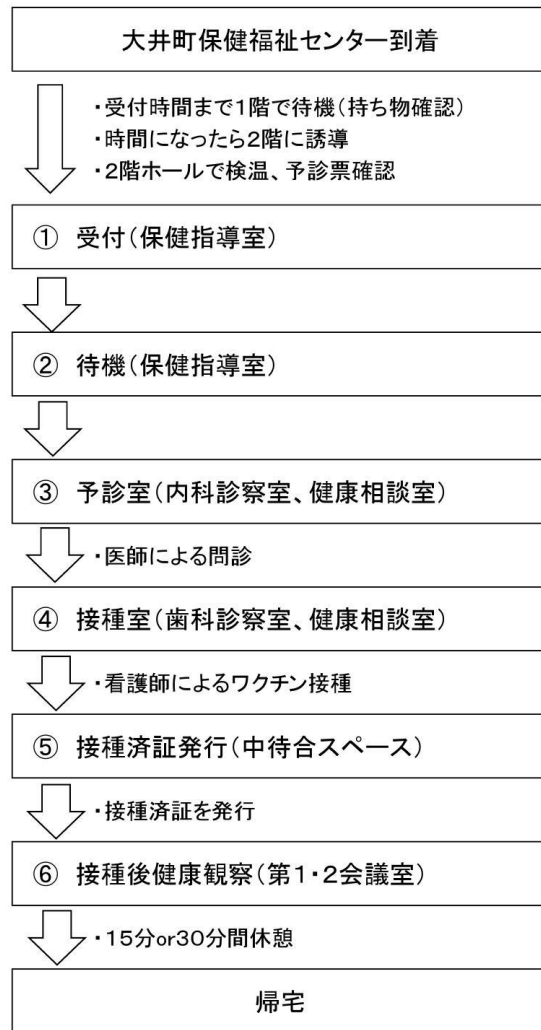 大井町保健福祉センター到着
・受付時間まで1階で待機(持ち物確認)
・時間になったら2階に誘導
・2階ホールで検温、予診票確認
① 受付(保健指導室)
② 待機(保健指導室)
③ 予診室(内科診察室、健康相談室)
・医師による問診
④ 接種室(歯科診察室、健康相談室)
・看護師によるワクチン接種
⑤ 接種済証発行(中待合スペース)
・接種済証を発行
⑥ 接種後健康観察(第1・2会議室)
・15分or30分間休憩
帰宅